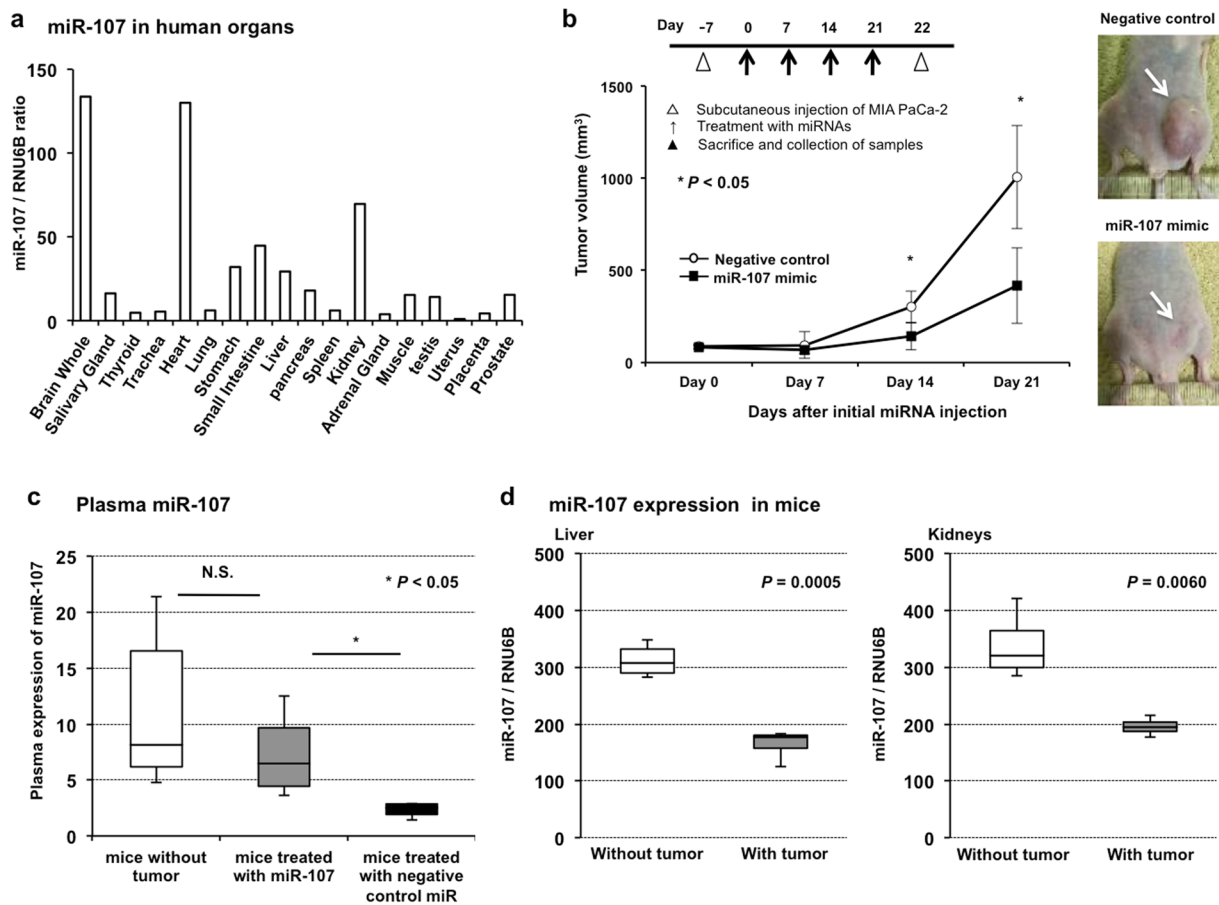 a miR-107 in human organs
miR-107 / RNU6B ratio
150
100
50
0
Brain Whole
Salivary Gland
Thyroid
Trachea
Heart
Lung
Stomach
Small Intestine
Liver
pancreas
Spleen
Kidney
Adrenal Gland
Muscle
testis
Uterus
Placenta
Prostate
b
Day -7 0 7 14 21 22
△ Subcutaneous injection of MIA PaCa-2
↑ Treatment with miRNAs
▲ Sacrifice and collection of samples
* P < 0.05
Negative control
miR-107 mimic
*
*
Tumor volume (mm³)
1500
1000
500
0
Day 0 Day 7 Day 14 Day 21
Days after initial miRNA injection
Negative control
miR-107 mimic
c Plasma miR-107
Plasma expression of miR-107
25
20
15
10
5
0
N.S.
* P < 0.05
*
mice without
tumor
mice treated
with miR-107
mice treated
with negative
control miR
d miR-107 expression in mice
Liver
miR-107 / RNU6B
500
400
300
200
100
0
P = 0.0005
Without tumor With tumor
Kidneys
miR-107 / RNU6B
500
400
300
200
100
0
P = 0.0060
Without tumor With tumor